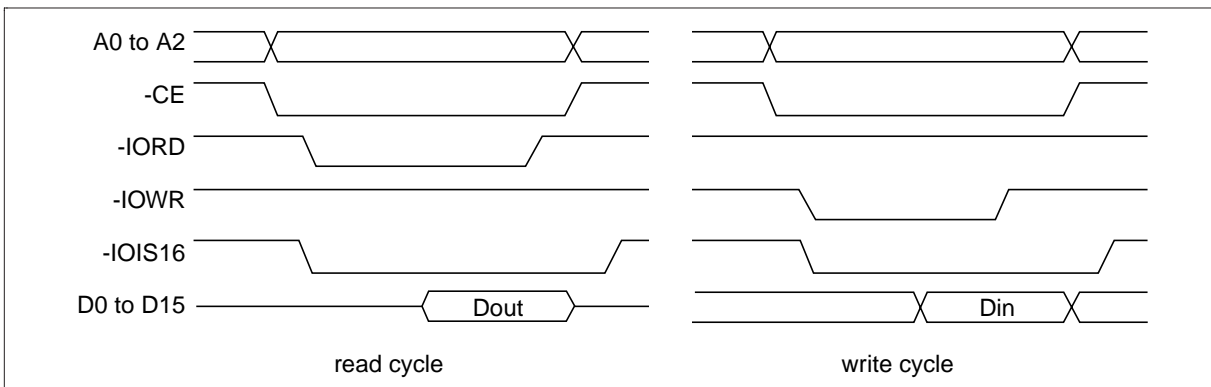 A0 to A2
-CE
-IORD
-IOWR
-IOIS16
D0 to D15 Dout Din
read cycle write cycle